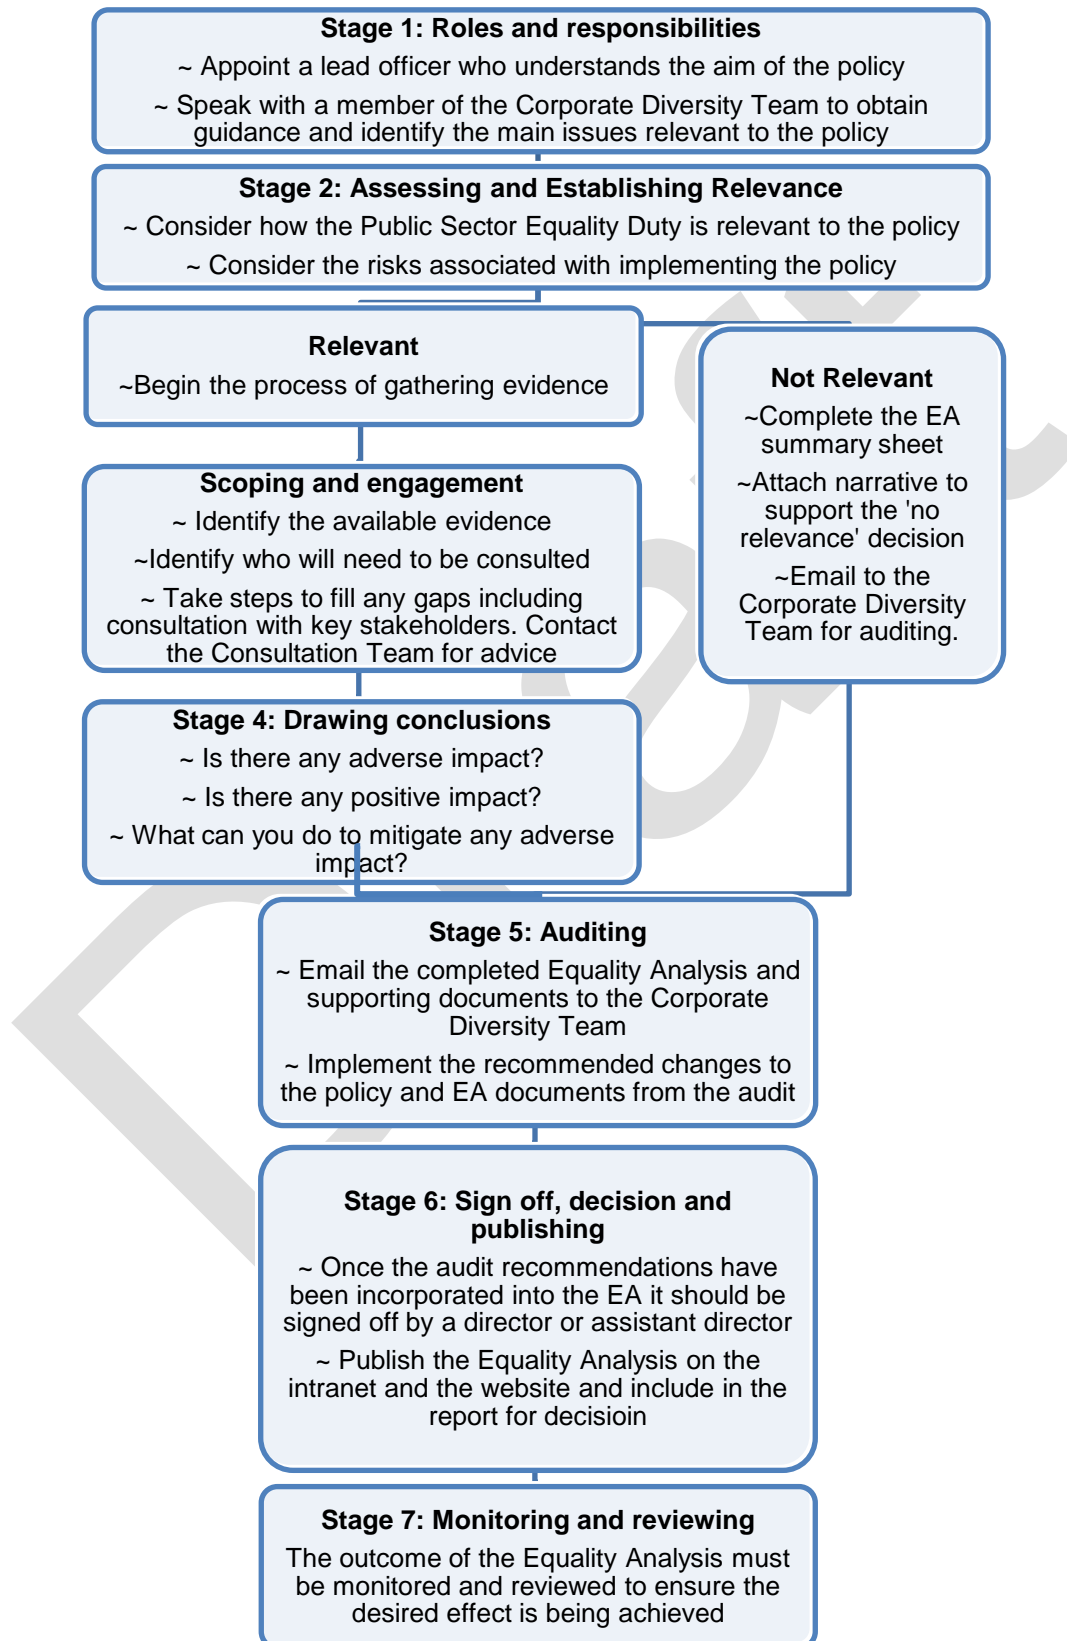 Stage 1: Roles and responsibilities
~ Appoint a lead officer who understands the aim of the policy
~ Speak with a member of the Corporate Diversity Team to obtain
guidance and identify the main issues relevant to the policy
Stage 2: Assessing and Establishing Relevance
~ Consider how the Public Sector Equality Duty is relevant to the policy
~ Consider the risks associated with implementing the policy
Relevant
~Begin the process of gathering evidence
Not Relevant
~Complete the EA
summary sheet
~Attach narrative to
support the 'no
relevance' decision
~Email to the
Corporate Diversity
Team for auditing.
Scoping and engagement
~ Identify the available evidence
~Identify who will need to be consulted
~ Take steps to fill any gaps including
consultation with key stakeholders. Contact
the Consultation Team for advice
Stage 4: Drawing conclusions
~ Is there any adverse impact?
~ Is there any positive impact?
~ What can you do to mitigate any adverse
impact?
Stage 5: Auditing
~ Email the completed Equality Analysis and
supporting documents to the Corporate
Diversity Team
~ Implement the recommended changes to
the policy and EA documents from the audit
Stage 6: Sign off, decision and
publishing
~ Once the audit recommendations have
been incorporated into the EA it should be
signed off by a director or assistant director
~ Publish the Equality Analysis on the
intranet and the website and include in the
report for decisioin
Stage 7: Monitoring and reviewing
The outcome of the Equality Analysis must
be monitored and reviewed to ensure the
desired effect is being achieved